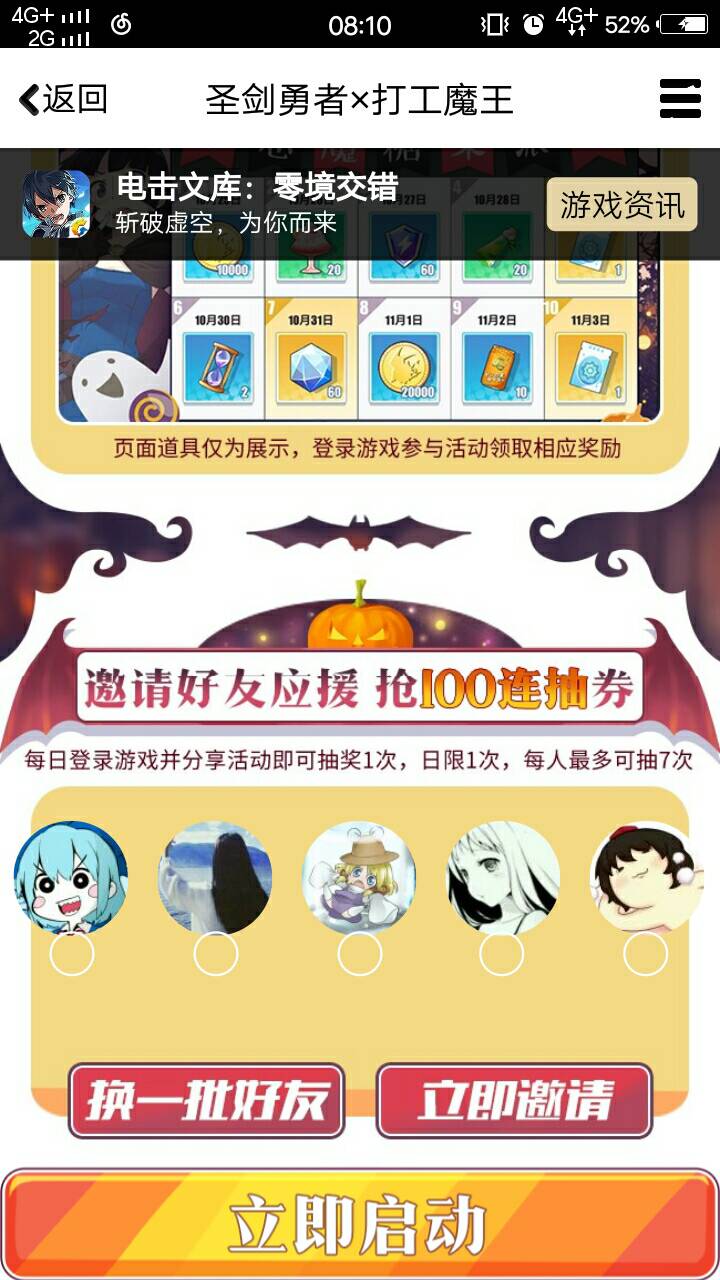 4G+
2G
08:10
4G+
52%
返回
圣剑勇者×打工魔王
电击文库：零境交错
斩破虚空，为你而来
游戏资讯
10月28日
10000
20
60
20
1
6 10月30日
7 10月31日
8 11月1日
9 11月2日
10 11月3日
2
60
20000
10
1
页面道具仅为展示，登录游戏参与活动领取相应奖励
邀请好友应援 抢100连抽券
每日登录游戏并分享活动即可抽奖1次，日限1次，每人最多可抽7次
换一批好友
立即邀请
立即启动